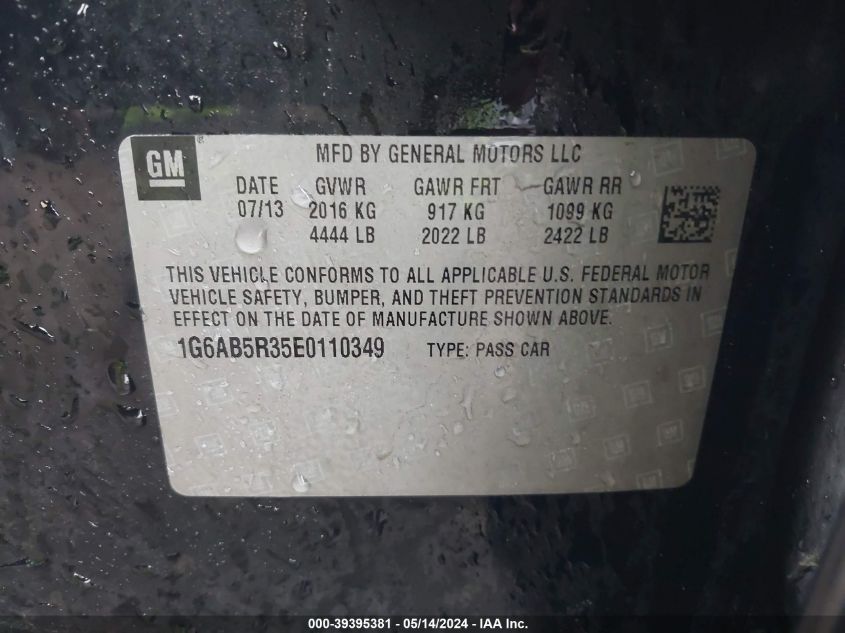 GM
MFD BY GENERAL MOTORS LLC
DATE GVWR GAWR FRT GAWR RR
07/13 2016 KG 917 KG 1099 KG
4444 LB 2022 LB 2422 LB
THIS VEHICLE CONFORMS TO ALL APPLICABLE U.S. FEDERAL MOTOR
VEHICLE SAFETY, BUMPER, AND THEFT PREVENTION STANDARDS IN
EFFECT ON THE DATE OF MANUFACTURE SHOWN ABOVE.
1G6AB5R35E0110349 TYPE: PASS CAR
000-39395381 - 05/14/2024 - IAA Inc.